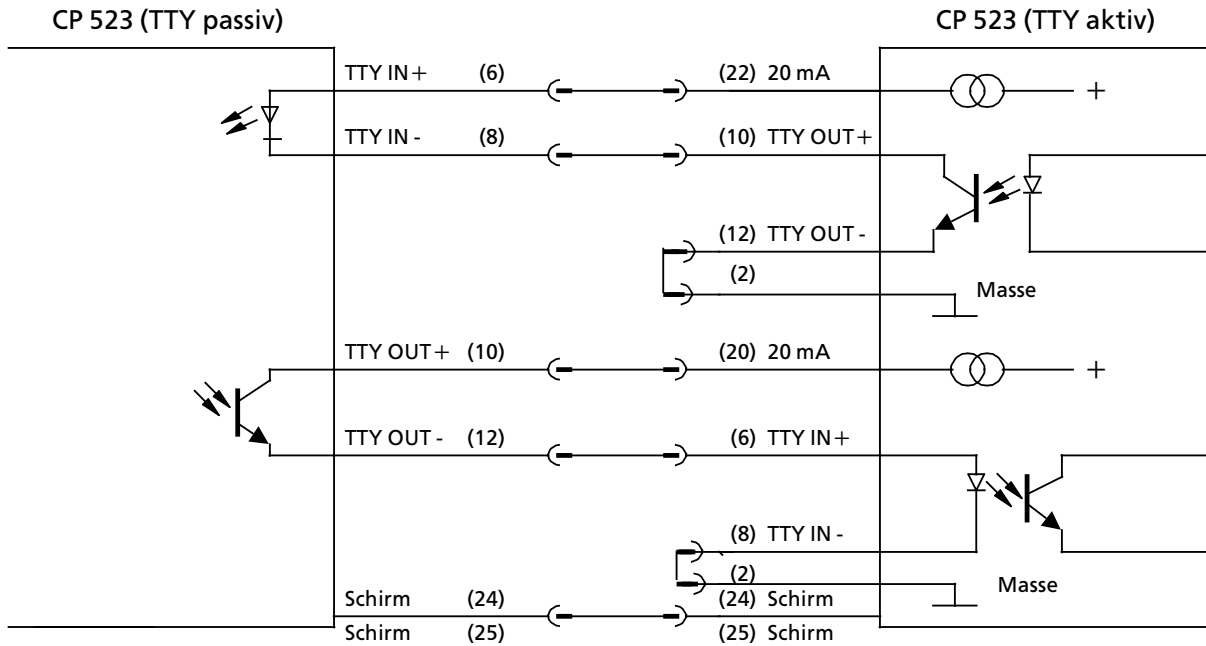 CP 523 (TTY passiv) CP 523 (TTY aktiv)
TTY IN+ (6) (22) 20 mA +
TTY IN - (8) (10) TTY OUT+
(12) TTY OUT -
(2) Masse
TTY OUT+ (10) (20) 20 mA +
TTY OUT - (12) (6) TTY IN+
(8) TTY IN -
(2) Masse
Schirm (24) (24) Schirm
Schirm (25) (25) Schirm